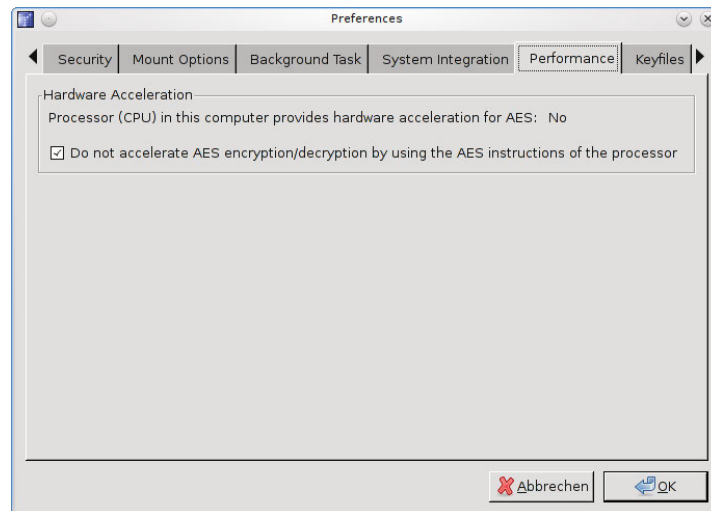 Preferences
Security Mount Options Background Task System Integration Performance Keyfiles
Hardware Acceleration
Processor (CPU) in this computer provides hardware acceleration for AES: No
Do not accelerate AES encryption/decryption by using the AES instructions of the processor
Abbrechen OK